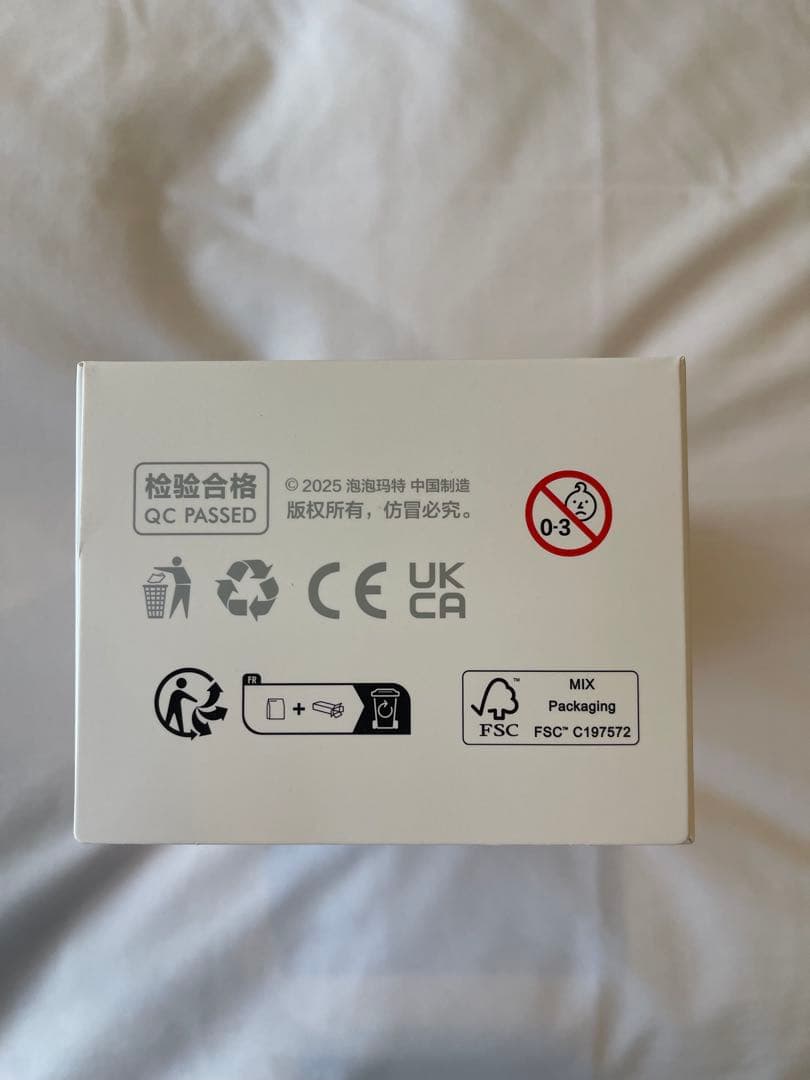 检验合格
QC PASSED
© 2025 泡泡玛特 中国制造
版权所有，仿冒必究。
0-3
CE
UK
CA
FR
FSC™
MIX
Packaging
FSC™ C197572